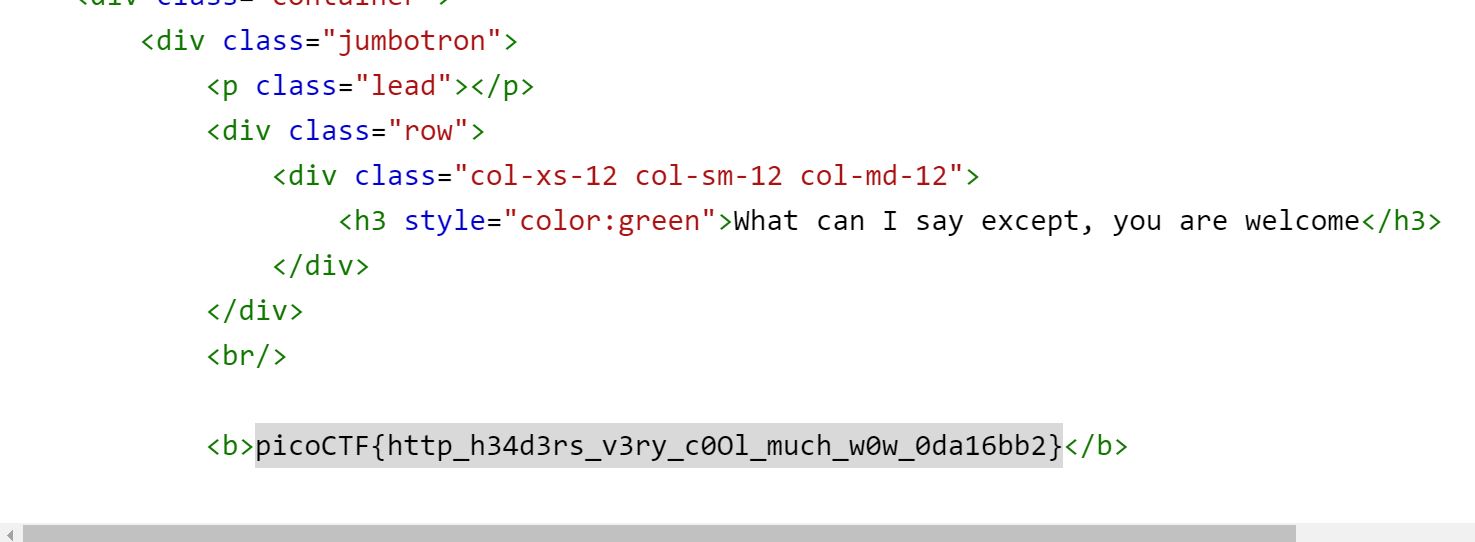 <div class="container">
<div class="jumbotron">
<p class="lead"></p>
<div class="row">
<div class="col-xs-12 col-sm-12 col-md-12">
<h3 style="color:green">What can I say except, you are welcome</h3>
</div>
</div>
<br/>
<b>picoCTF{http_h34d3rs_v3ry_c0Ol_much_w0w_0da16bb2}</b>